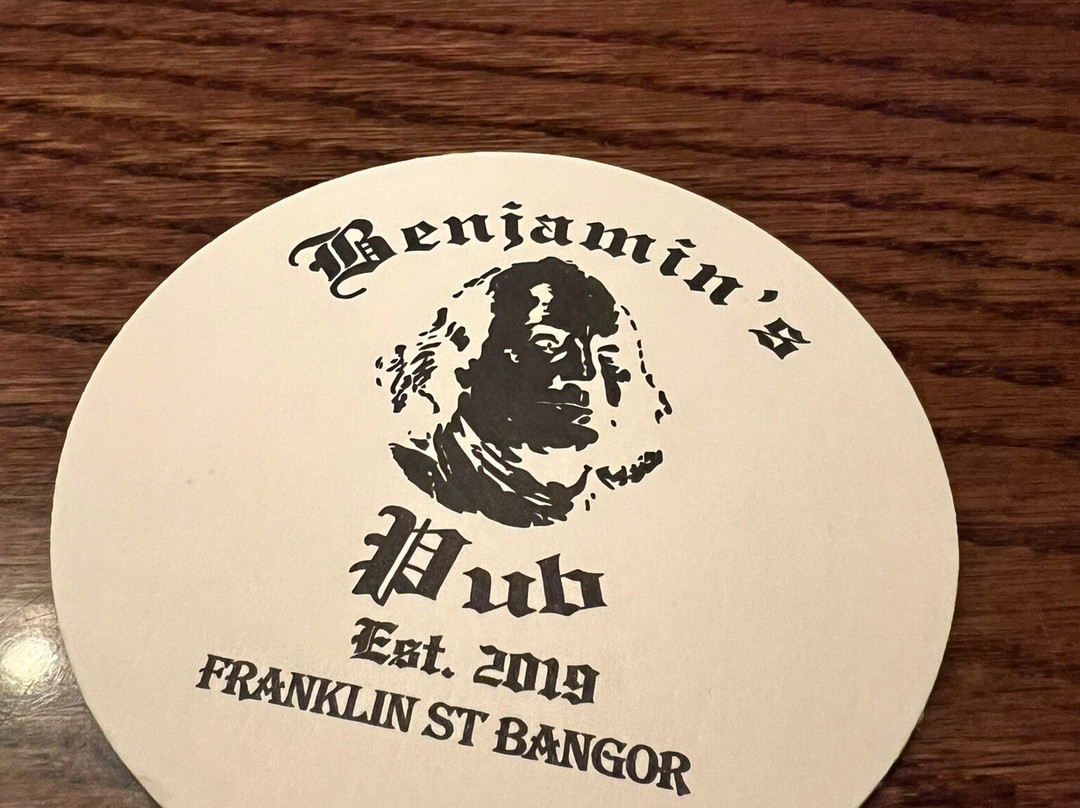 Benjamin's
Pub
Est. 2019
FRANKLIN ST BANGOR